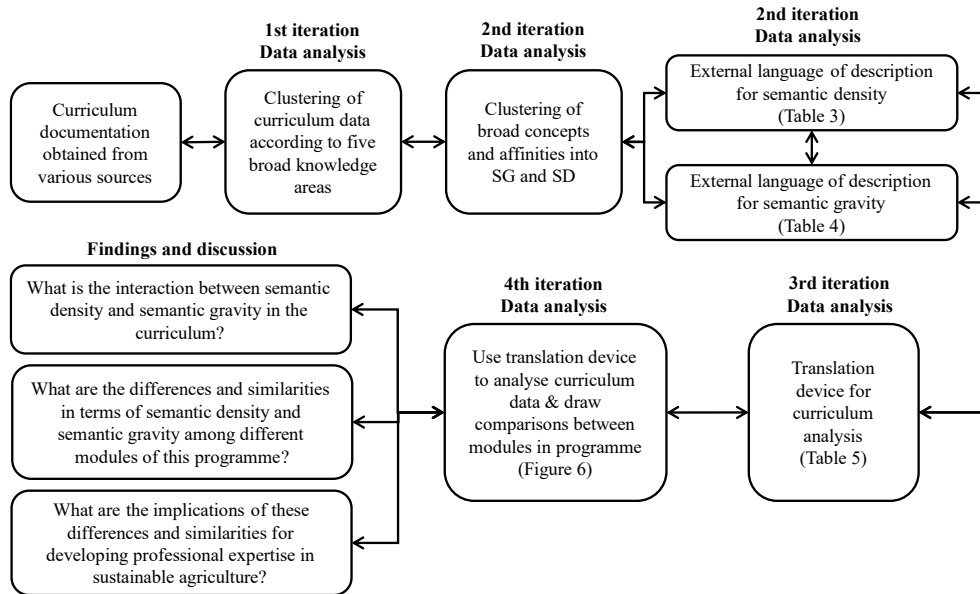 1st iteration
Data analysis
2nd iteration
Data analysis
2nd iteration
Data analysis
Curriculum
documentation
obtained from
various sources
Clustering of
curriculum data
according to five
broad knowledge
areas
Clustering of
broad concepts
and affinities into
SG and SD
External language of description
for semantic density
(Table 3)
External language of description
for semantic gravity
(Table 4)
Findings and discussion
What is the interaction between semantic
density and semantic gravity in the
curriculum?
What are the differences and similarities
in terms of semantic density and
semantic gravity among different
modules of this programme?
What are the implications of these
differences and similarities for
developing professional expertise in
sustainable agriculture?
4th iteration
Data analysis
Use translation device
to analyse curriculum
data & draw
comparisons between
modules in programme
(Figure 6)
3rd iteration
Data analysis
Translation
device for
curriculum
analysis
(Table 5)